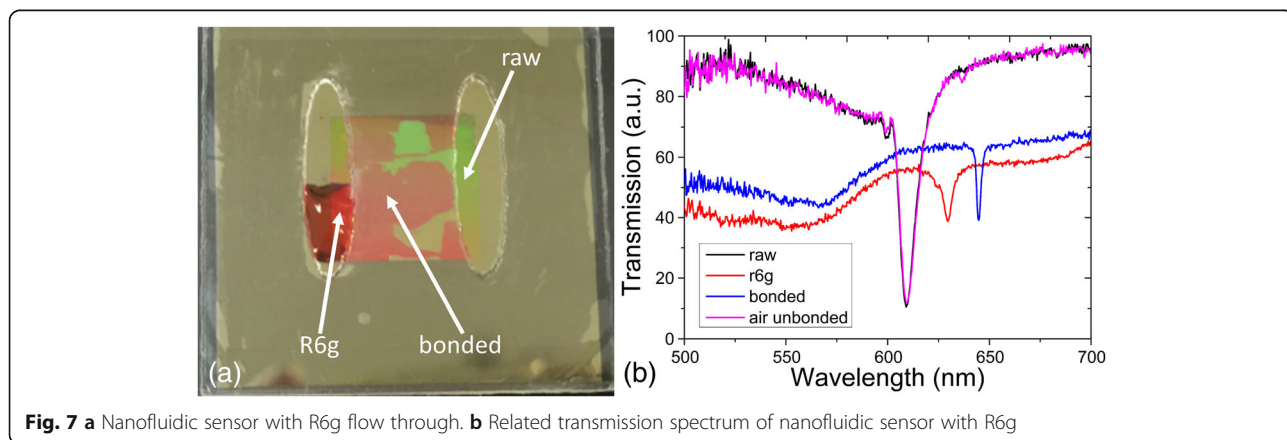 raw
R6g
bonded
(a)
100
80
60
40
20
0
Transmission (a.u.)
raw
r6g
bonded
air unbonded
500
550
600
650
700
(b)
Wavelength (nm)
Fig. 7 a Nanofluidic sensor with R6g flow through. b Related transmission spectrum of nanofluidic sensor with R6g